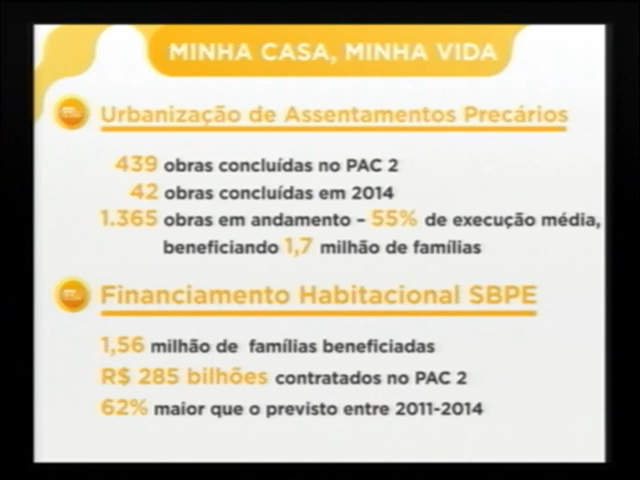 MINHA CASA, MINHA VIDA
Urbanização de Assentamentos Precários
439 obras concluídas no PAC 2
42 obras concluídas em 2014
1.365 obras em andamento – 55% de execução média,
beneficiando 1,7 milhão de famílias
Financiamento Habitacional SBPE
1,56 milhão de famílias beneficiadas
R$ 285 bilhões contratados no PAC 2
62% maior que o previsto entre 2011-2014